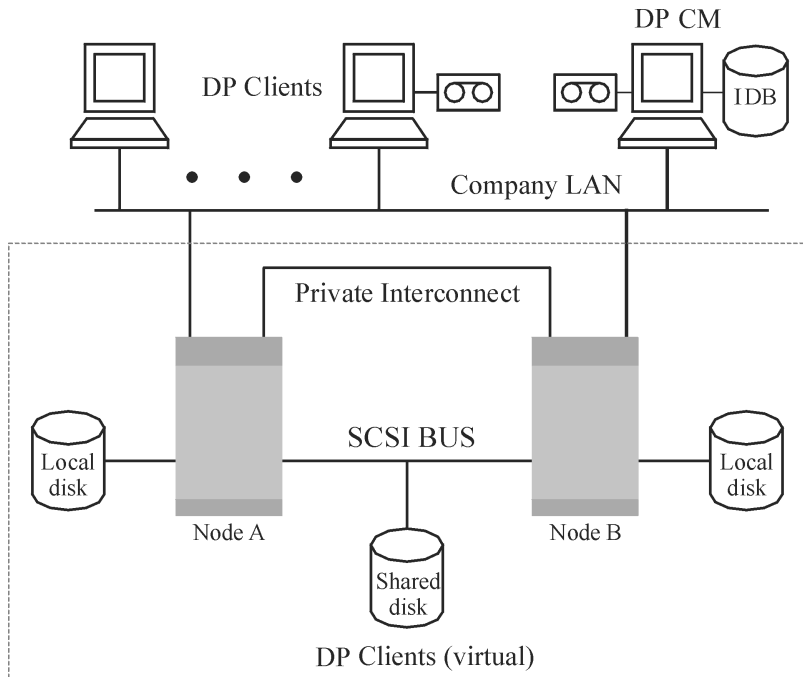 DP CM
DP Clients
IDB
Company LAN
Private Interconnect
SCSI BUS
Local
disk
Local
disk
Node A
Node B
Shared
disk
DP Clients (virtual)